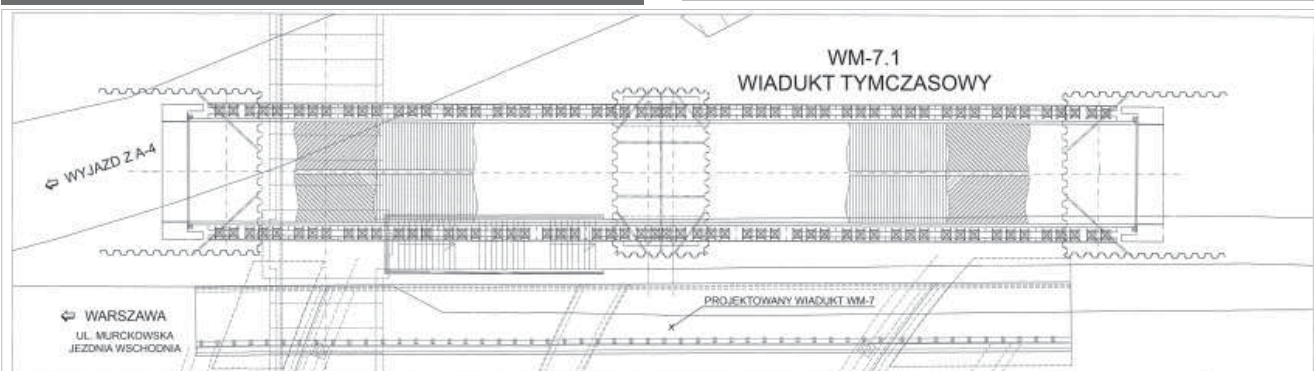 WM-7.1
WIADUKT TYMCZASOWY
WYJAZD Z A-4
PROJEKTOWANY WIADUKT WM-7
WARSZAWA
UL. MURCKOWSKA
JEZDNIA WSCHODNIA